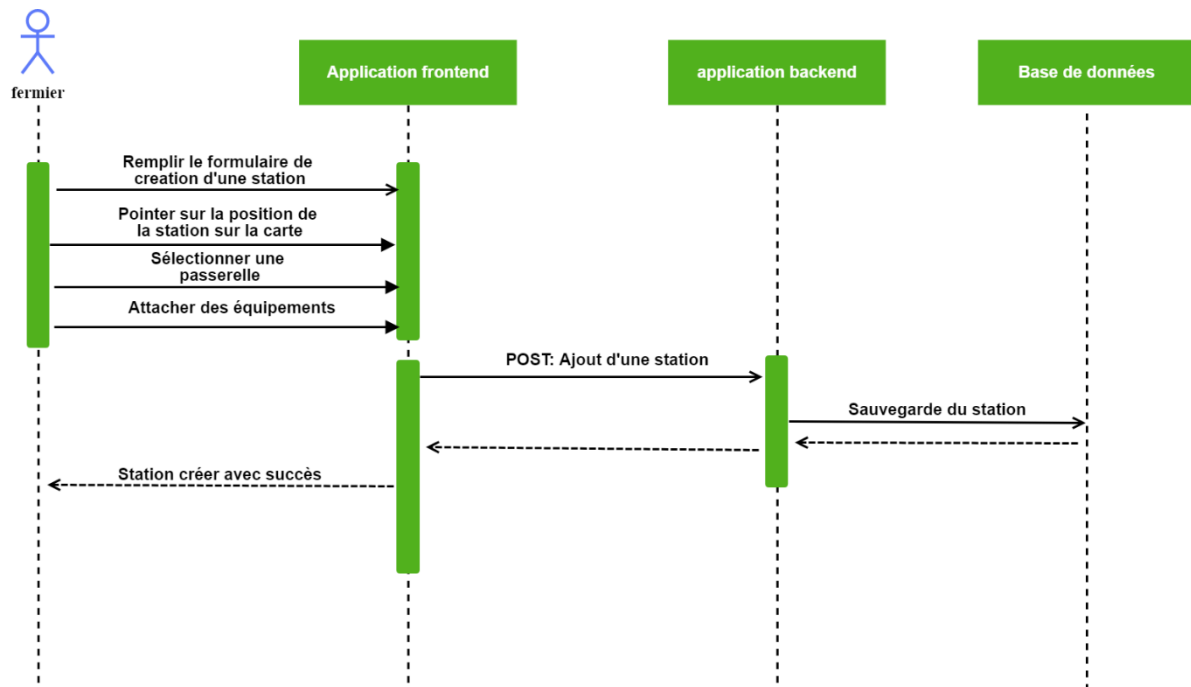 fermier
Application frontend
application backend
Base de données
Remplir le formulaire de
creation d'une station
Pointer sur la position de
la station sur la carte
Sélectionner une
passerelle
Attacher des équipements
POST: Ajout d'une station
Sauvegarde du station
Station créer avec succès